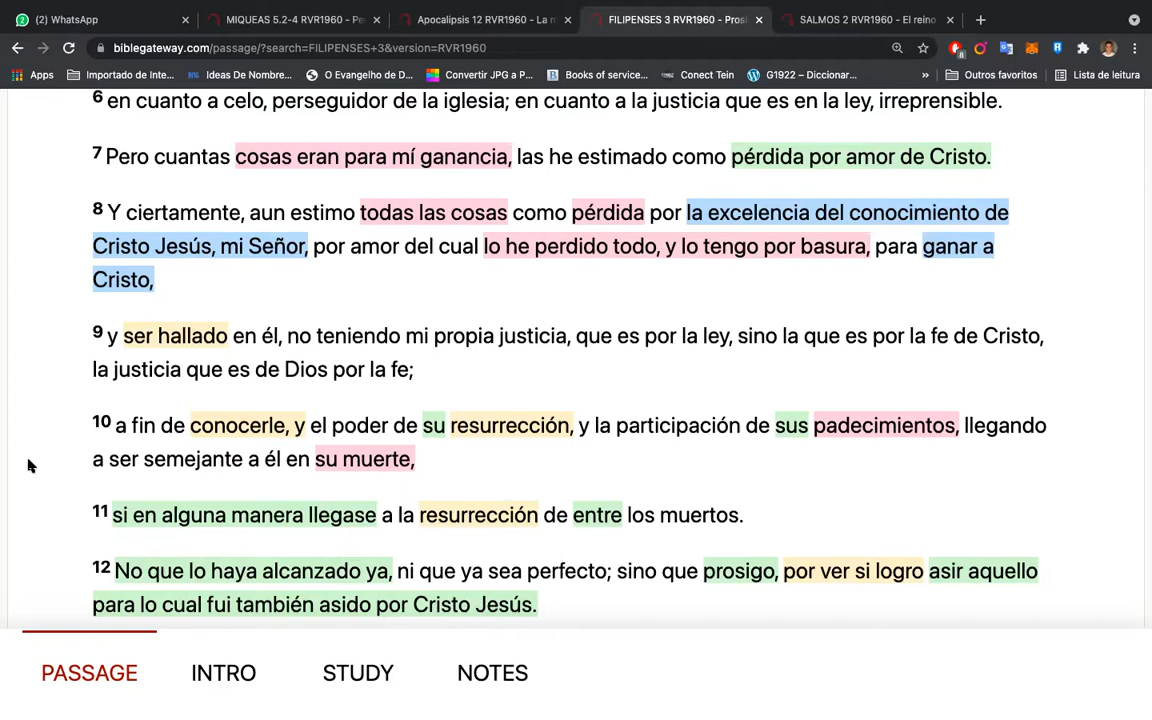 (2) WhatsApp
MIQUEAS 5.2-4 RVR1960 - Pe
Apocalipsis 12 RVR1960 - La m
FILIPENSES 3 RVR1960 - Prosi
SALMOS 2 RVR1960 - El reino
biblegateway.com/passage/?search=FILIPENSES+3&version=RVR1960
Apps
Importado de Inte...
Ideas De Nombre...
O Evangelho de D...
Convertir JPG a P...
Books of service...
Conect Tein
G1922 – Diccionar...
»
Outros favoritos
Lista de leitura
6 en cuanto a celo, perseguidor de la iglesia; en cuanto a la justicia que es en la ley, irreprensible.
7 Pero cuantas cosas eran para mí ganancia, las he estimado como pérdida por amor de Cristo.
8 Y ciertamente, aun estimo todas las cosas como pérdida por la excelencia del conocimiento de
Cristo Jesús, mi Señor, por amor del cual lo he perdido todo, y lo tengo por basura, para ganar a
Cristo,
9 y ser hallado en él, no teniendo mi propia justicia, que es por la ley, sino la que es por la fe de Cristo,
la justicia que es de Dios por la fe;
10 a fin de conocerle, y el poder de su resurrección, y la participación de sus padecimientos, llegando
a ser semejante a él en su muerte,
11 si en alguna manera llegase a la resurrección de entre los muertos.
12 No que lo haya alcanzado ya, ni que ya sea perfecto; sino que prosigo, por ver si logro asir aquello
para lo cual fui también asido por Cristo Jesús.
PASSAGE
INTRO
STUDY
NOTES